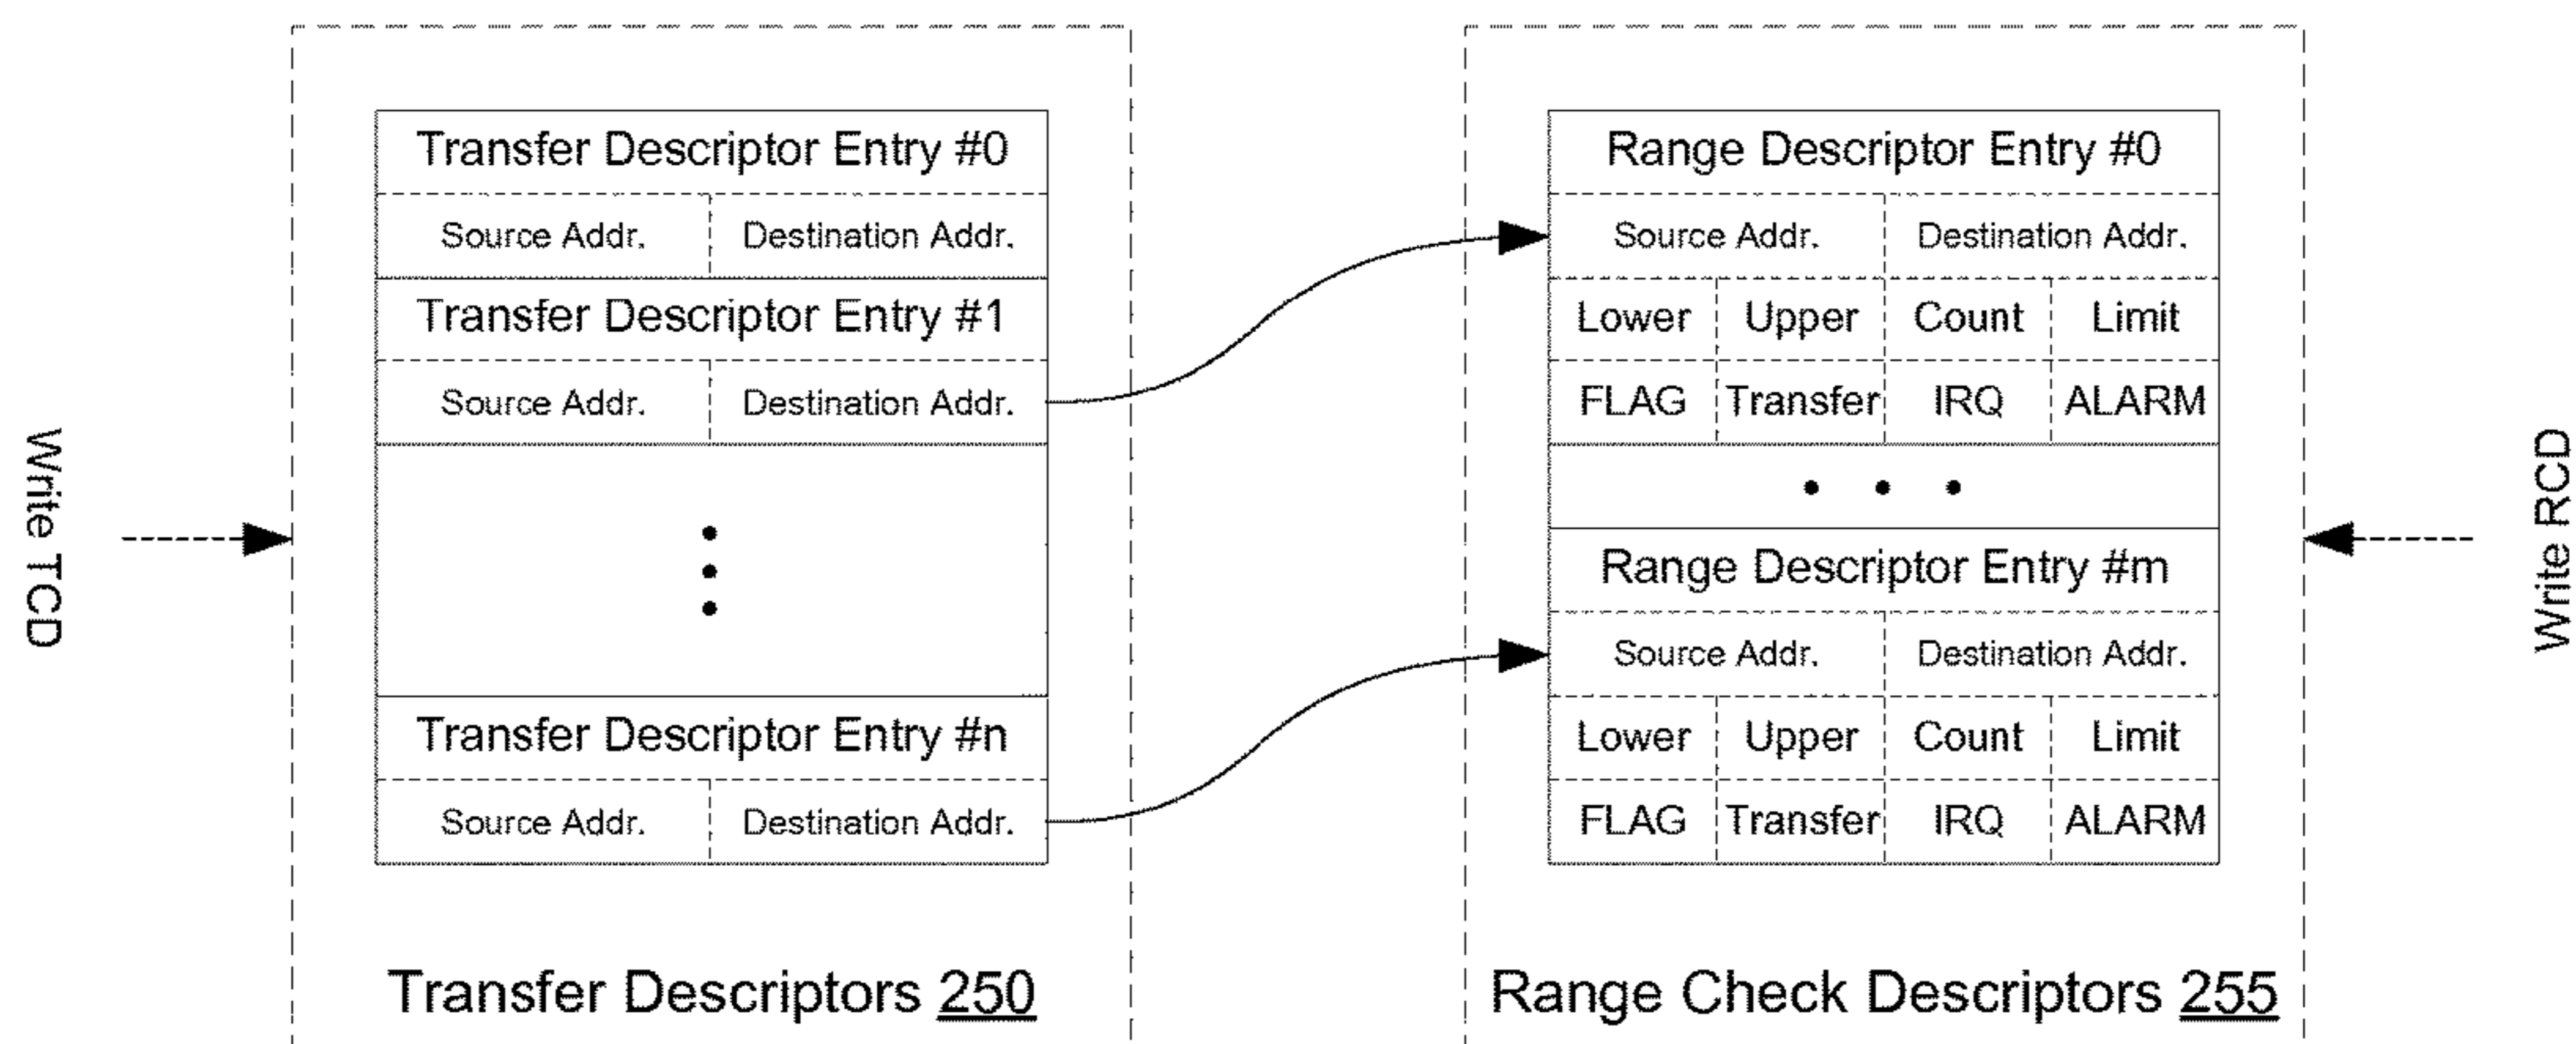 Write TCD
Transfer Descriptor Entry #0
Source Addr. Destination Addr.
Transfer Descriptor Entry #1
Source Addr. Destination Addr.
Transfer Descriptor Entry #n
Source Addr. Destination Addr.
Transfer Descriptors 250
Range Descriptor Entry #0
Source Addr. Destination Addr.
Lower Upper Count Limit
FLAG Transfer IRQ ALARM
• • •
Range Descriptor Entry #m
Source Addr. Destination Addr.
Lower Upper Count Limit
FLAG Transfer IRQ ALARM
Range Check Descriptors 255
Write RCD